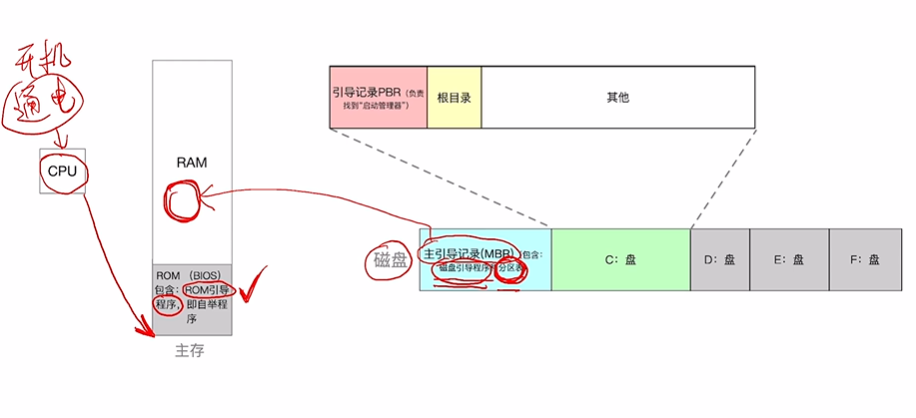 开机
通电
CPU
RAM
ROM （BIOS）
包含：ROM引导
程序，即自举程
序
主存
引导记录PBR（负责
找到“启动管理器”）
根目录
其他
磁盘
主引导记录(MBR)（包含：
磁盘引导程序和分区表
C：盘
D：盘
E：盘
F：盘